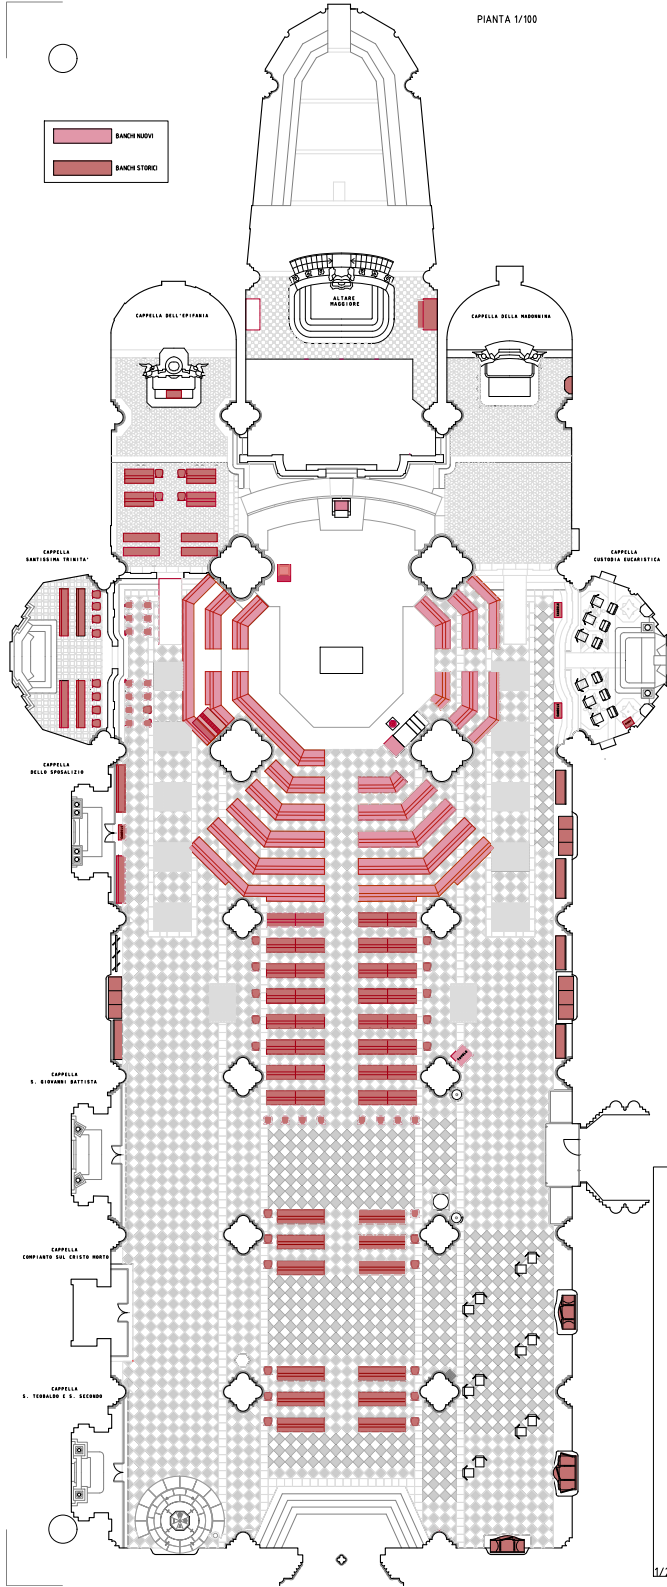 PIANTA 1/100
BANCHI NUOVI
BANCHI STORICI
ALTARE
MAGGIORE
CAPPELLA DELL'EPIFANIA
CAPPELLA DELLA MADONNINA
CAPPELLA
SANTISSIMA TRINITA'
CAPPELLA
CUSTODIA EUCARISTICA
CAPPELLA
DELLO SPOSALIZIO
CAPPELLA
S. GIOVANNI BATTISTA
CAPPELLA
COMPIANTO SUL CRISTO MORTO
CAPPELLA
S. TEOBALDO E S. SECONDO